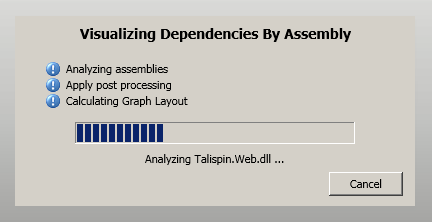 Visualizing Dependencies By Assembly
Analyzing assemblies
Apply post processing
Calculating Graph Layout
Analyzing Talispin.Web.dll ...
Cancel